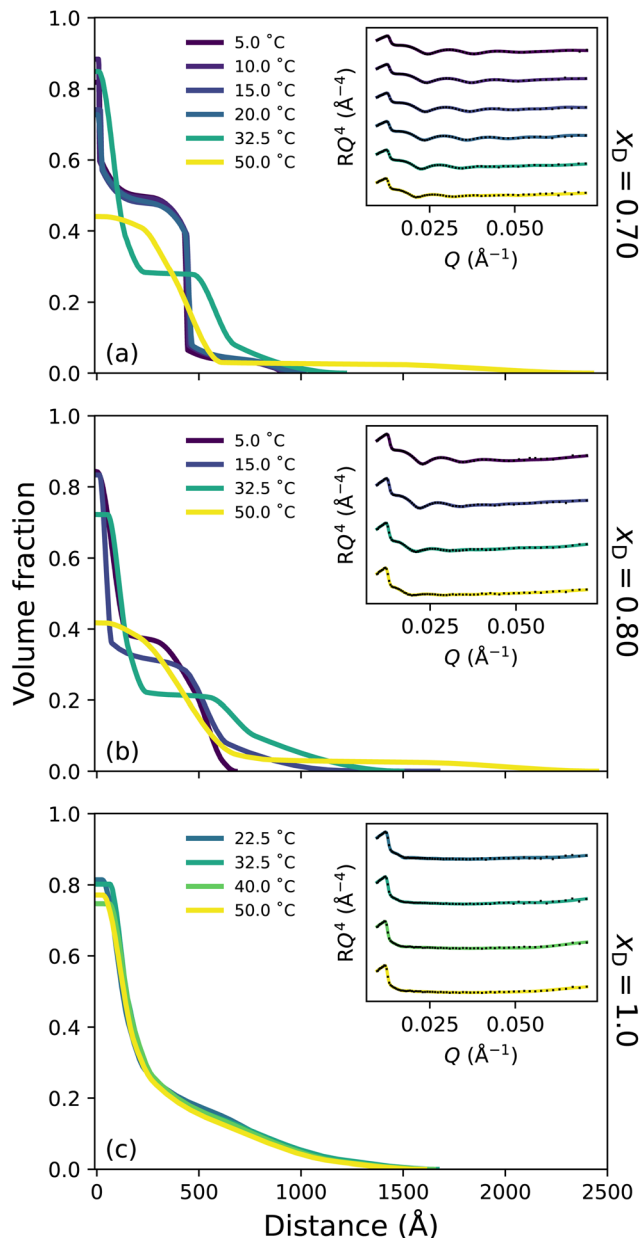 1.0
0.8
0.6
0.4
0.2
0.0
5.0 ˚C
10.0 ˚C
15.0 ˚C
20.0 ˚C
32.5 ˚C
50.0 ˚C
RQ⁴ (Å⁻⁴)
0.025 0.050
Q (Å⁻¹)
(a)
x_D = 0.70
1.0
0.8
0.6
0.4
0.2
0.0
Volume fraction
5.0 ˚C
15.0 ˚C
32.5 ˚C
50.0 ˚C
RQ⁴ (Å⁻⁴)
0.025 0.050
Q (Å⁻¹)
(b)
x_D = 0.80
1.0
0.8
0.6
0.4
0.2
0.0
22.5 ˚C
32.5 ˚C
40.0 ˚C
50.0 ˚C
RQ⁴ (Å⁻⁴)
0.025 0.050
Q (Å⁻¹)
(c)
x_D = 1.0
0 500 1000 1500 2000 2500
Distance (Å)